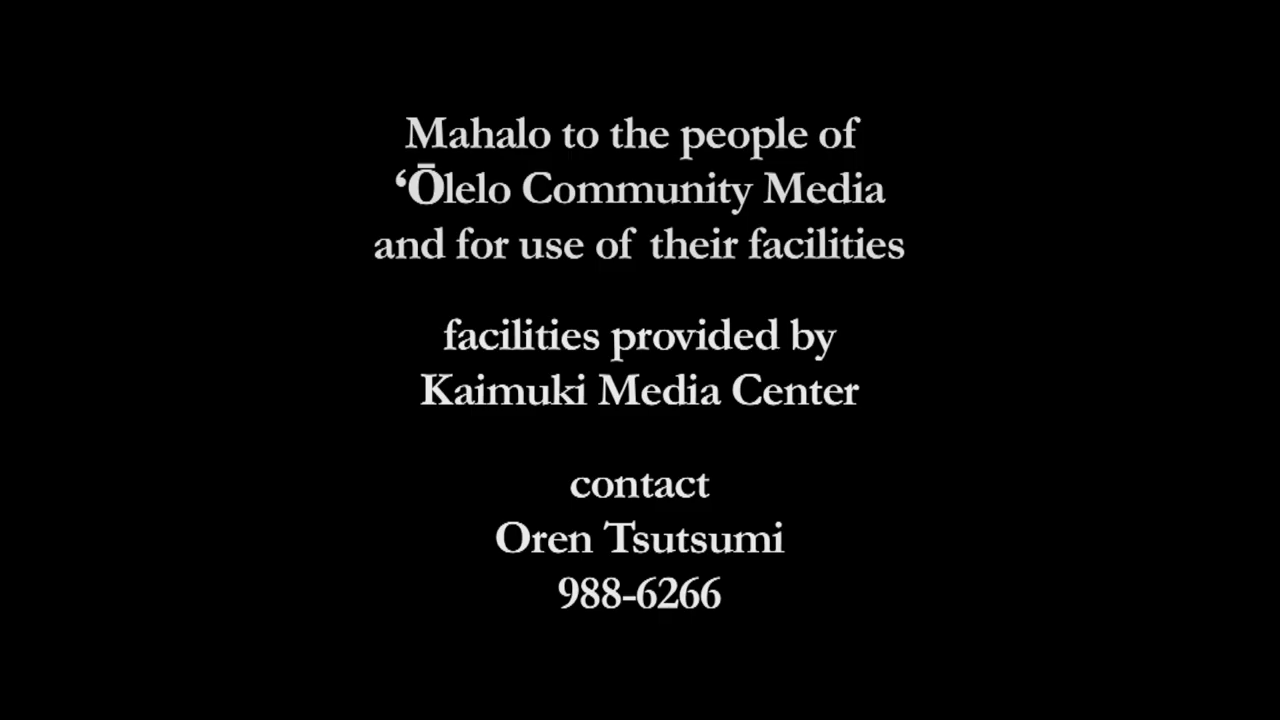 Mahalo to the people of
‘Ōlelo Community Media
and for use of their facilities
facilities provided by
Kaimuki Media Center
contact
Oren Tsutsumi
988-6266